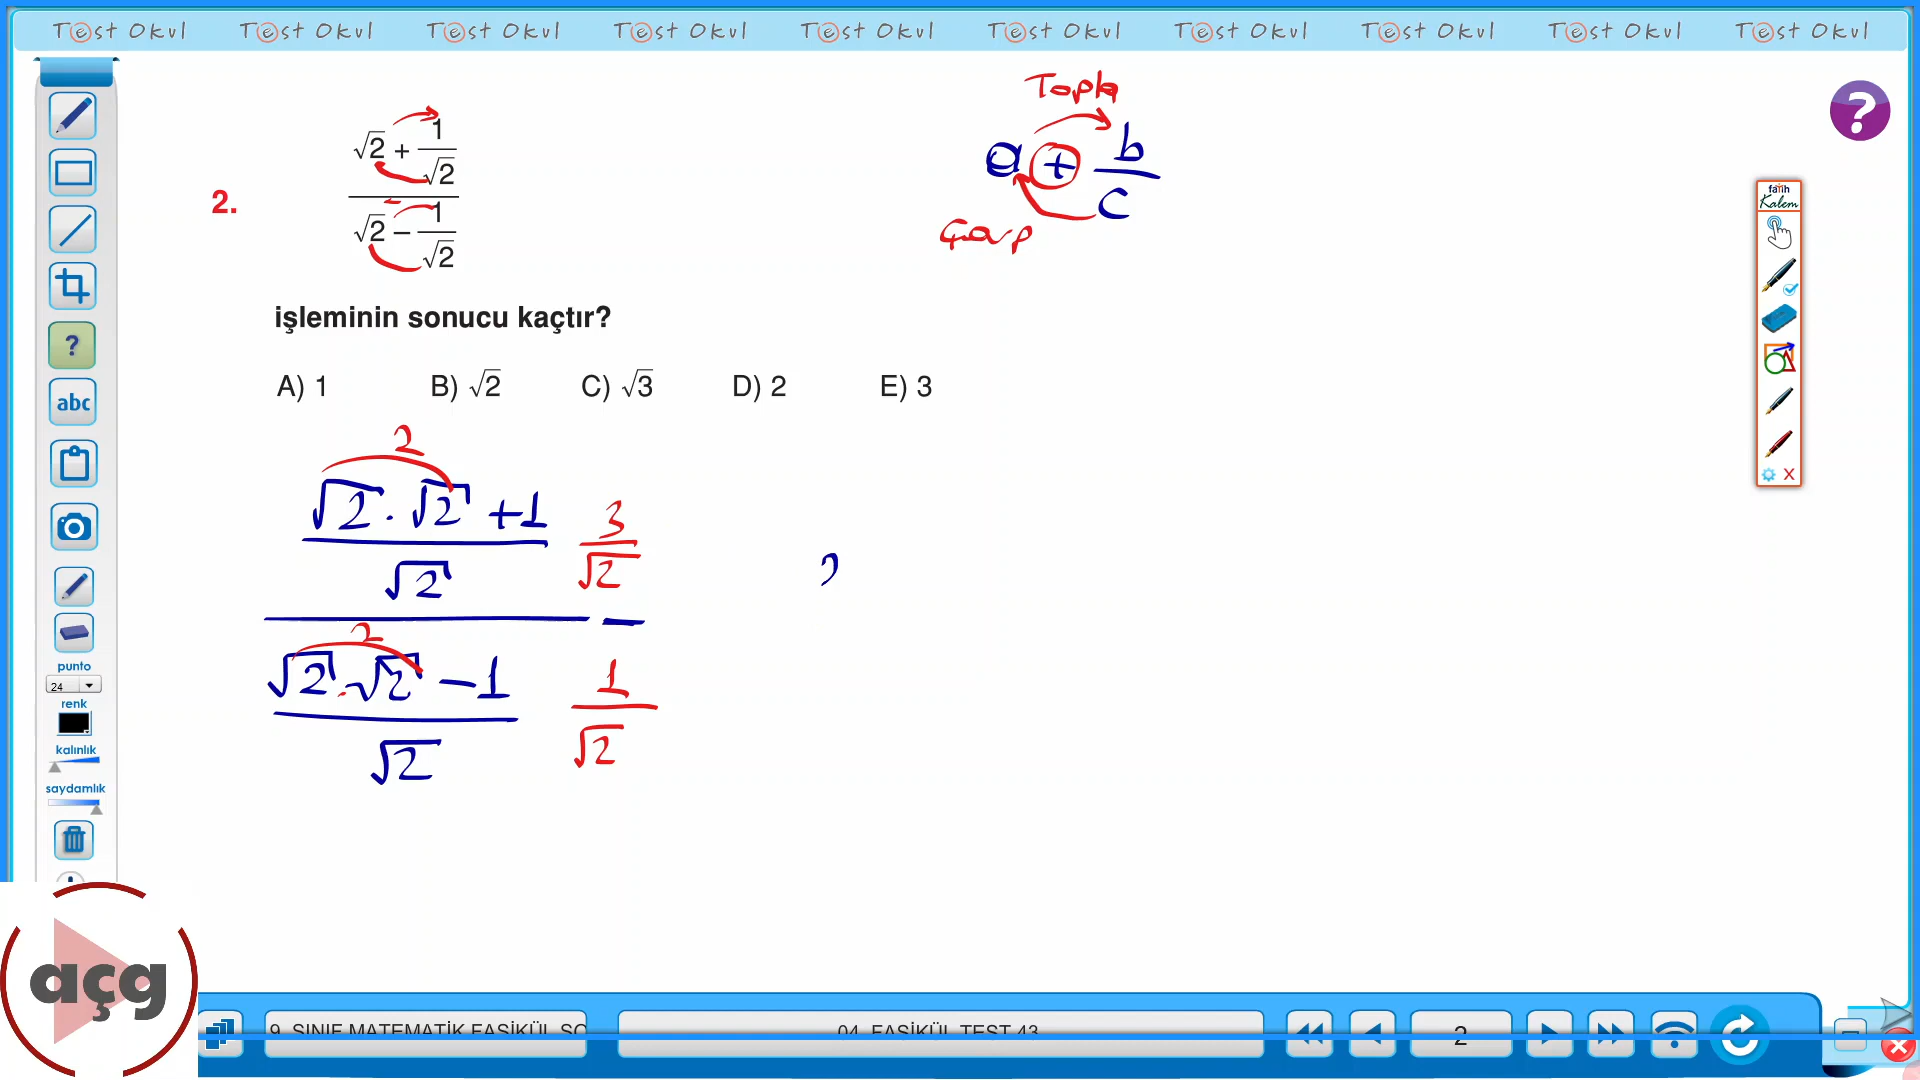 Test Okul Test Okul Test Okul Test Okul Test Okul Test Okul Test Okul Test Okul Test Okul Test Okul
2.
√2 + 1/√2
√2 − 1/√2
işleminin sonucu kaçtır?
A) 1 B) √2 C) √3 D) 2 E) 3
Topla
a + b/c
Çarp
2
√2 . √2 + 1
√2
3
√2
2
√2 . √2 − 1
√2
1
√2
fatih
Kalem
X
?
?
abc
punto
24
renk
kalınlık
saydamlık
açg
9. SINIF MATEMATİK FASİKÜL SO
04. FASİKÜL TEST 43
2